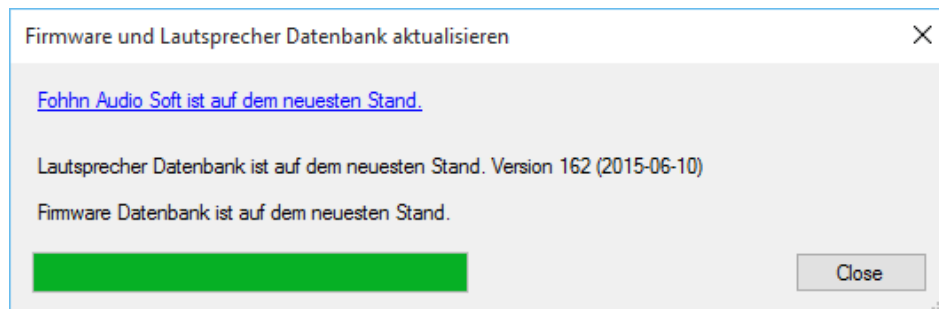 Firmware und Lautsprecher Datenbank aktualisieren
Fohhn Audio Soft ist auf dem neuesten Stand.
Lautsprecher Datenbank ist auf dem neuesten Stand. Version 162 (2015-06-10)
Firmware Datenbank ist auf dem neuesten Stand.
Close